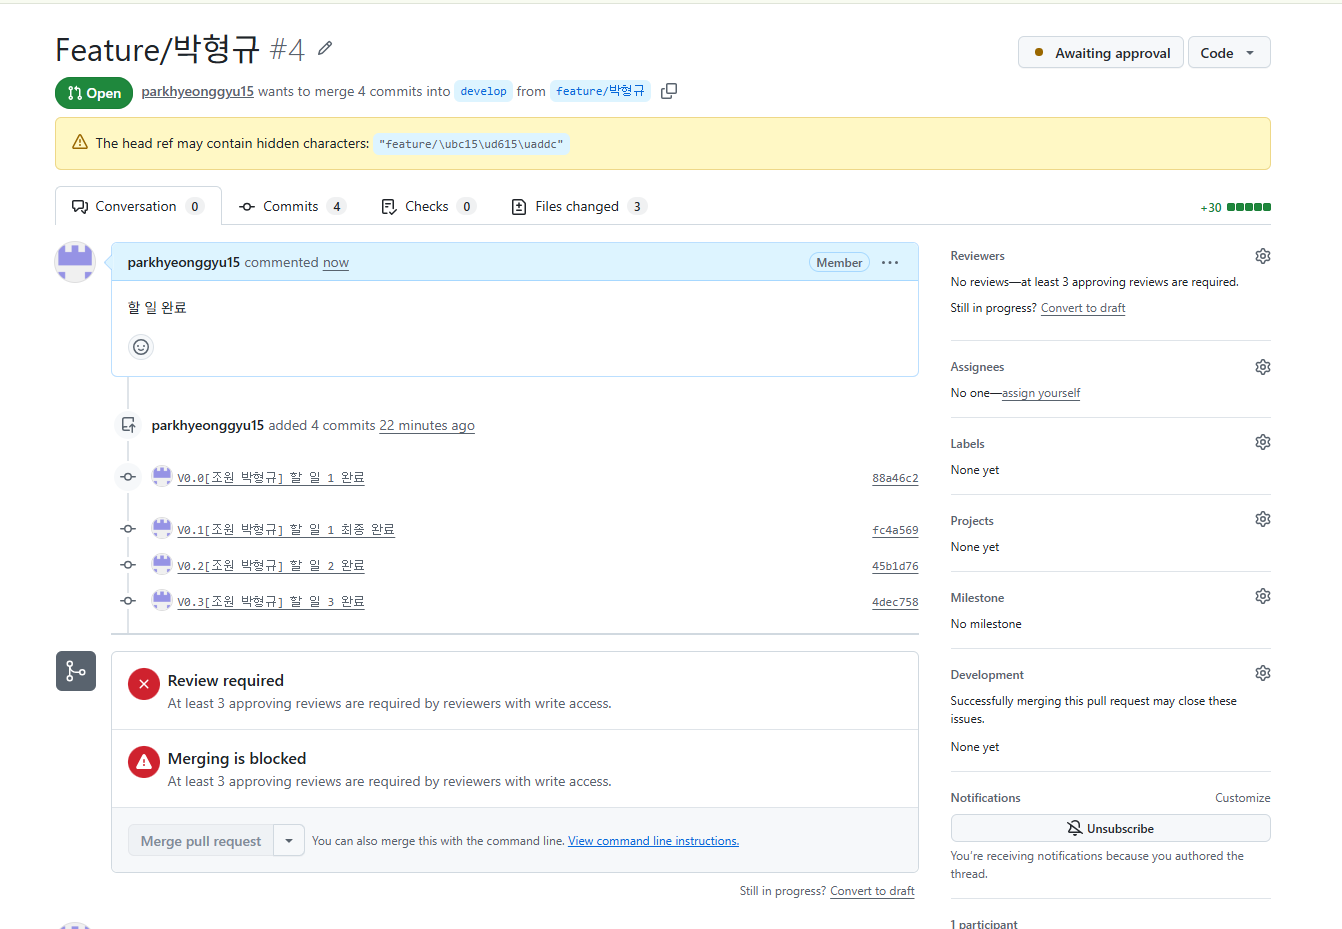 Feature/박형규 #4
Awaiting approval
Code
Open
parkhyeonggyu15 wants to merge 4 commits into develop from feature/박형규
The head ref may contain hidden characters: "feature/\ubc15\ud615\uaddc"
Conversation 0
Commits 4
Checks 0
Files changed 3
+30
parkhyeonggyu15 commented now
Member
할 일 완료
parkhyeonggyu15 added 4 commits 22 minutes ago
V0.0[조원 박형규] 할 일 1 완료
88a46c2
V0.1[조원 박형규] 할 일 1 최종 완료
fc4a569
V0.2[조원 박형규] 할 일 2 완료
45b1d76
V0.3[조원 박형규] 할 일 3 완료
4dec758
Review required
At least 3 approving reviews are required by reviewers with write access.
Merging is blocked
At least 3 approving reviews are required by reviewers with write access.
Merge pull request
You can also merge this with the command line. View command line instructions.
Still in progress? Convert to draft
Reviewers
No reviews—at least 3 approving reviews are required.
Still in progress? Convert to draft
Assignees
No one—assign yourself
Labels
None yet
Projects
None yet
Milestone
No milestone
Development
Successfully merging this pull request may close these
issues.
None yet
Notifications
Customize
Unsubscribe
You're receiving notifications because you authored the
thread.
1 participant